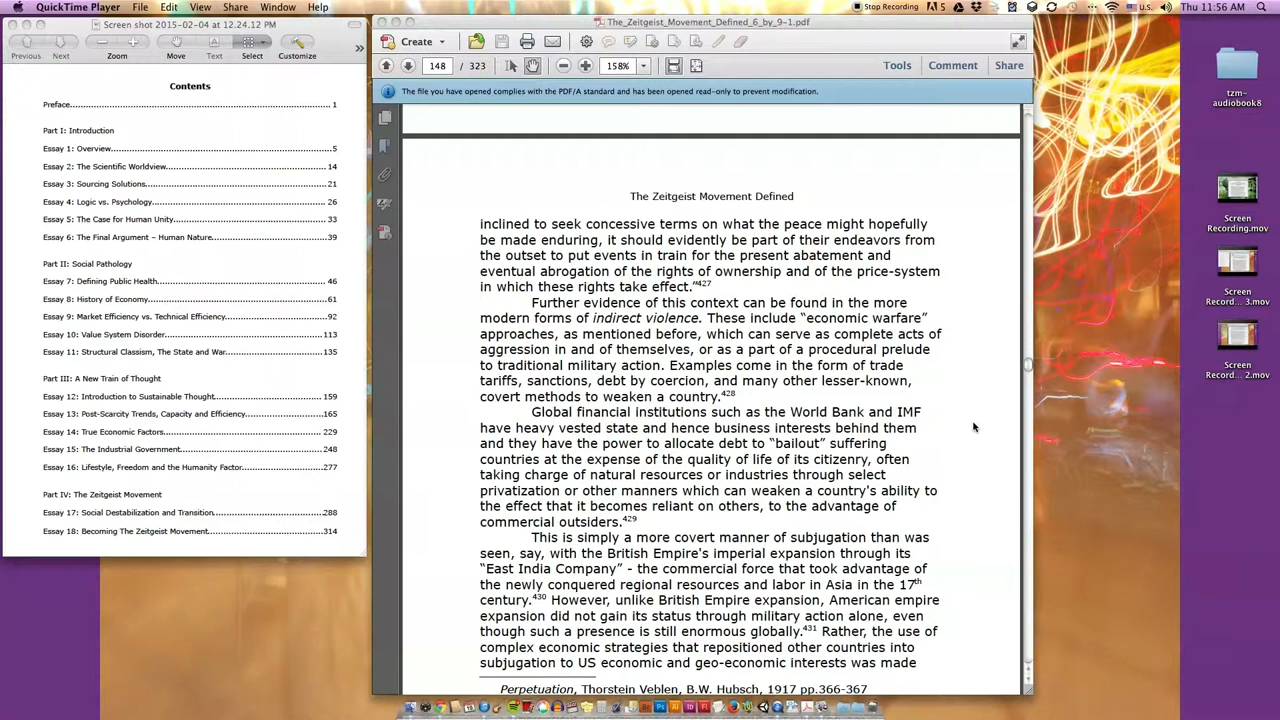 QuickTime Player File Edit View Share Window Help
Stop Recording 5 U.S. Thu 11:56 AM
Screen shot 2015-02-04 at 12.24.12 PM
Previous Next Zoom Move Text Select Customize
Contents
Preface 1
Part I: Introduction
Essay 1: Overview 5
Essay 2: The Scientific Worldview 14
Essay 3: Sourcing Solutions 21
Essay 4: Logic vs. Psychology 26
Essay 5: The Case for Human Unity 33
Essay 6: The Final Argument – Human Nature 39
Part II: Social Pathology
Essay 7: Defining Public Health 46
Essay 8: History of Economy 61
Essay 9: Market Efficiency vs. Technical Efficiency 92
Essay 10: Value System Disorder 113
Essay 11: Structural Classism, The State and War 135
Part III: A New Train of Thought
Essay 12: Introduction to Sustainable Thought 159
Essay 13: Post-Scarcity Trends, Capacity and Efficiency 165
Essay 14: True Economic Factors 229
Essay 15: The Industrial Government 248
Essay 16: Lifestyle, Freedom and the Humanity Factor 277
Part IV: The Zeitgeist Movement
Essay 17: Social Destabilization and Transition 288
Essay 18: Becoming The Zeitgeist Movement 314
The_Zeitgeist_Movement_Defined_6_by_9-1.pdf
Create
148 / 323 158% Tools Comment Share
The file you have opened complies with the PDF/A standard and has been opened read-only to prevent modification.
The Zeitgeist Movement Defined
inclined to seek concessive terms on what the peace might hopefully
be made enduring, it should evidently be part of their endeavors from
the outset to put events in train for the present abatement and
eventual abrogation of the rights of ownership and of the price-system
in which these rights take effect."427
Further evidence of this context can be found in the more
modern forms of indirect violence. These include "economic warfare"
approaches, as mentioned before, which can serve as complete acts of
aggression in and of themselves, or as a part of a procedural prelude
to traditional military action. Examples come in the form of trade
tariffs, sanctions, debt by coercion, and many other lesser-known,
covert methods to weaken a country.428
Global financial institutions such as the World Bank and IMF
have heavy vested state and hence business interests behind them
and they have the power to allocate debt to "bailout" suffering
countries at the expense of the quality of life of its citizenry, often
taking charge of natural resources or industries through select
privatization or other manners which can weaken a country's ability to
the effect that it becomes reliant on others, to the advantage of
commercial outsiders.429
This is simply a more covert manner of subjugation than was
seen, say, with the British Empire's imperial expansion through its
"East India Company" - the commercial force that took advantage of
the newly conquered regional resources and labor in Asia in the 17th
century.430 However, unlike British Empire expansion, American empire
expansion did not gain its status through military action alone, even
though such a presence is still enormous globally.431 Rather, the use of
complex economic strategies that repositioned other countries into
subjugation to US economic and geo-economic interests was made
Perpetuation, Thorstein Veblen, B.W. Hubsch, 1917 pp.366-367
tzm-
audiobook8
Screen
Recording.mov
Screen
Record... 3.mov
Screen
Record... 2.mov